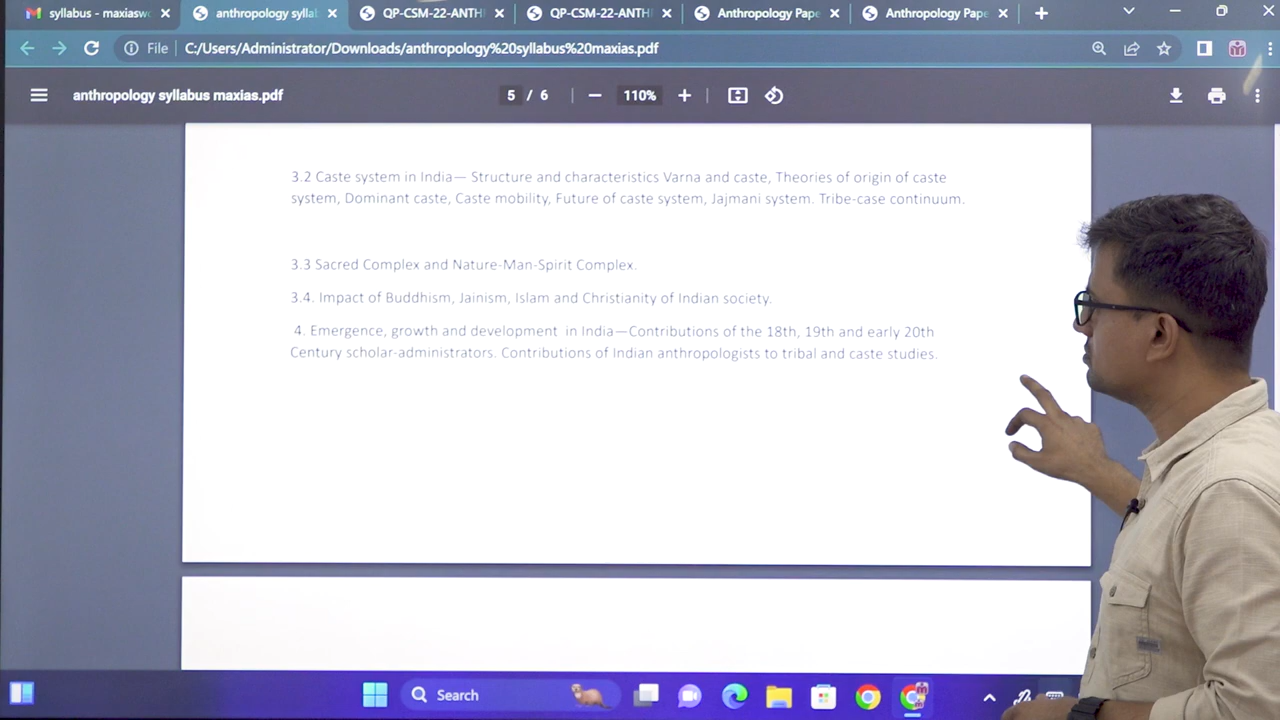 syllabus - maxiasw
anthropology syllab
QP-CSM-22-ANTHI
QP-CSM-22-ANTHI
Anthropology Pape
Anthropology Pape
File
C:/Users/Administrator/Downloads/anthropology%20syllabus%20maxias.pdf
anthropology syllabus maxias.pdf
5 / 6
110%
3.2 Caste system in India— Structure and characteristics Varna and caste, Theories of origin of caste
system, Dominant caste, Caste mobility, Future of caste system, Jajmani system. Tribe-case continuum.
3.3 Sacred Complex and Nature-Man-Spirit Complex.
3.4. Impact of Buddhism, Jainism, Islam and Christianity of Indian society.
4. Emergence, growth and development in India—Contributions of the 18th, 19th and early 20th
Century scholar-administrators. Contributions of Indian anthropologists to tribal and caste studies.
Search